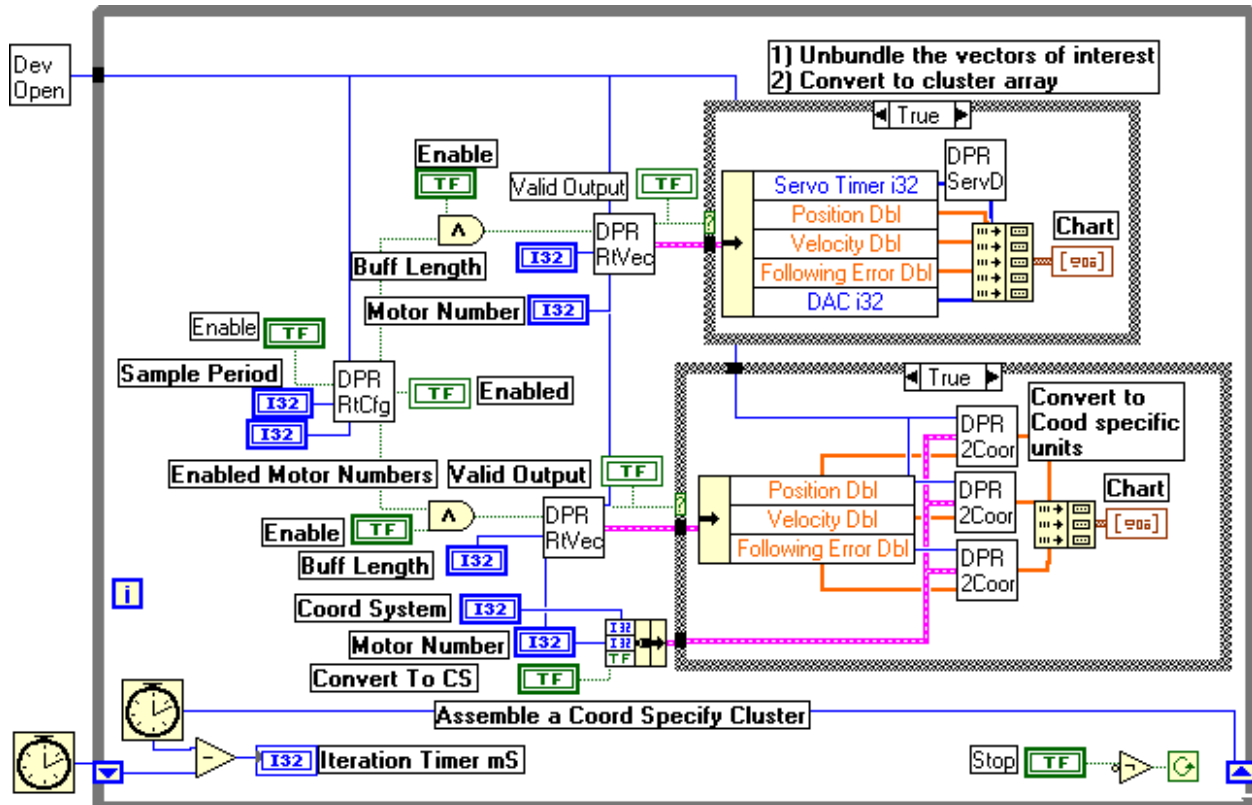 Dev
Open
1) Unbundle the vectors of interest
2) Convert to cluster array
True
Enable
TF
Valid Output
TF
DPR
ServD
Servo Timer i32
Position Dbl
Velocity Dbl
Following Error Dbl
DAC i32
Chart
DPR
RtVec
Buff Length
I32
Motor Number
I32
Enable
TF
Sample Period
I32
I32
DPR
RtCfg
TF
Enabled
True
Convert to
Cood specific
units
DPR
2Coor
DPR
2Coor
DPR
2Coor
Enabled Motor Numbers
Valid Output
TF
Position Dbl
Velocity Dbl
Following Error Dbl
Chart
Enable
TF
DPR
RtVec
Buff Length
I32
i
Coord System
I32
Motor Number
I32
I32
I32
TF
Convert To CS
TF
Assemble a Coord Specify Cluster
I32
Iteration Timer mS
Stop
TF